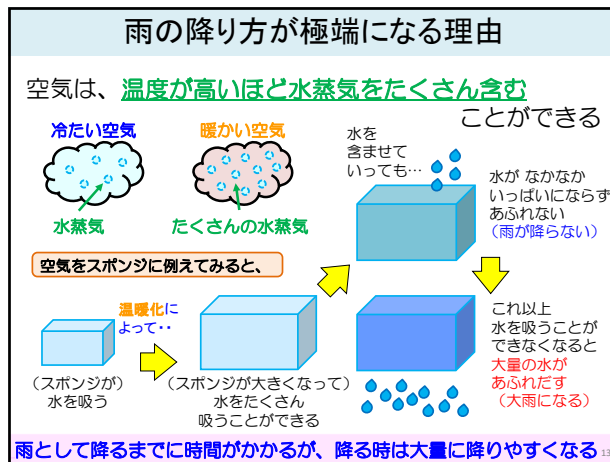 雨の降り方が極端になる理由
空気は、温度が高いほど水蒸気をたくさん含む
ことができる
冷たい空気
暖かい空気
水蒸気
たくさんの水蒸気
水を
含ませて
いっても…
水が なかなか
いっぱいにならず
あふれない
（雨が降らない）
空気をスポンジに例えてみると、
温暖化に
よって・・
（スポンジが）
水を吸う
（スポンジが大きくなって）
水をたくさん
吸うことができる
これ以上
水を吸うことが
できなくなると
大量の水が
あふれだす
（大雨になる）
雨として降るまでに時間がかかるが、降る時は大量に降りやすくなる
13